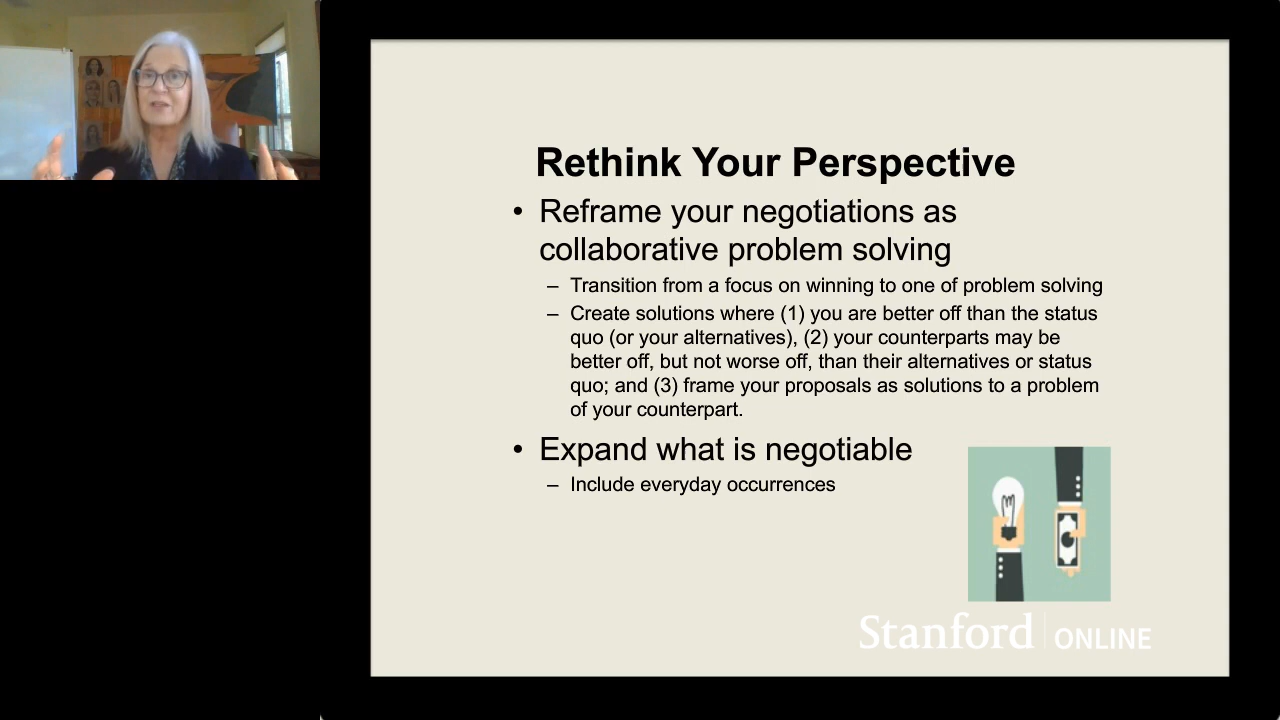 Rethink Your Perspective
• Reframe your negotiations as
collaborative problem solving
– Transition from a focus on winning to one of problem solving
– Create solutions where (1) you are better off than the status
quo (or your alternatives), (2) your counterparts may be
better off, but not worse off, than their alternatives or status
quo; and (3) frame your proposals as solutions to a problem
of your counterpart.
• Expand what is negotiable
– Include everyday occurrences
Stanford | ONLINE